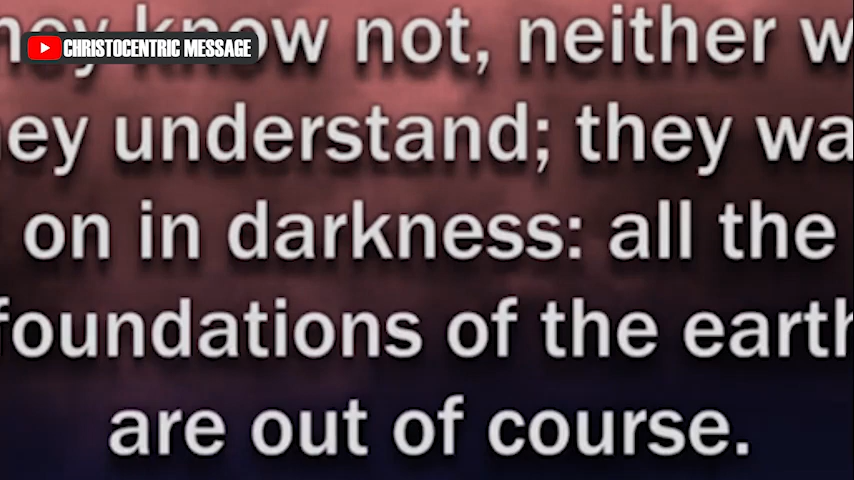 CHRISTOCENTRIC MESSAGE
hey know not, neither w
ey understand; they wa
on in darkness: all the
foundations of the earth
are out of course.